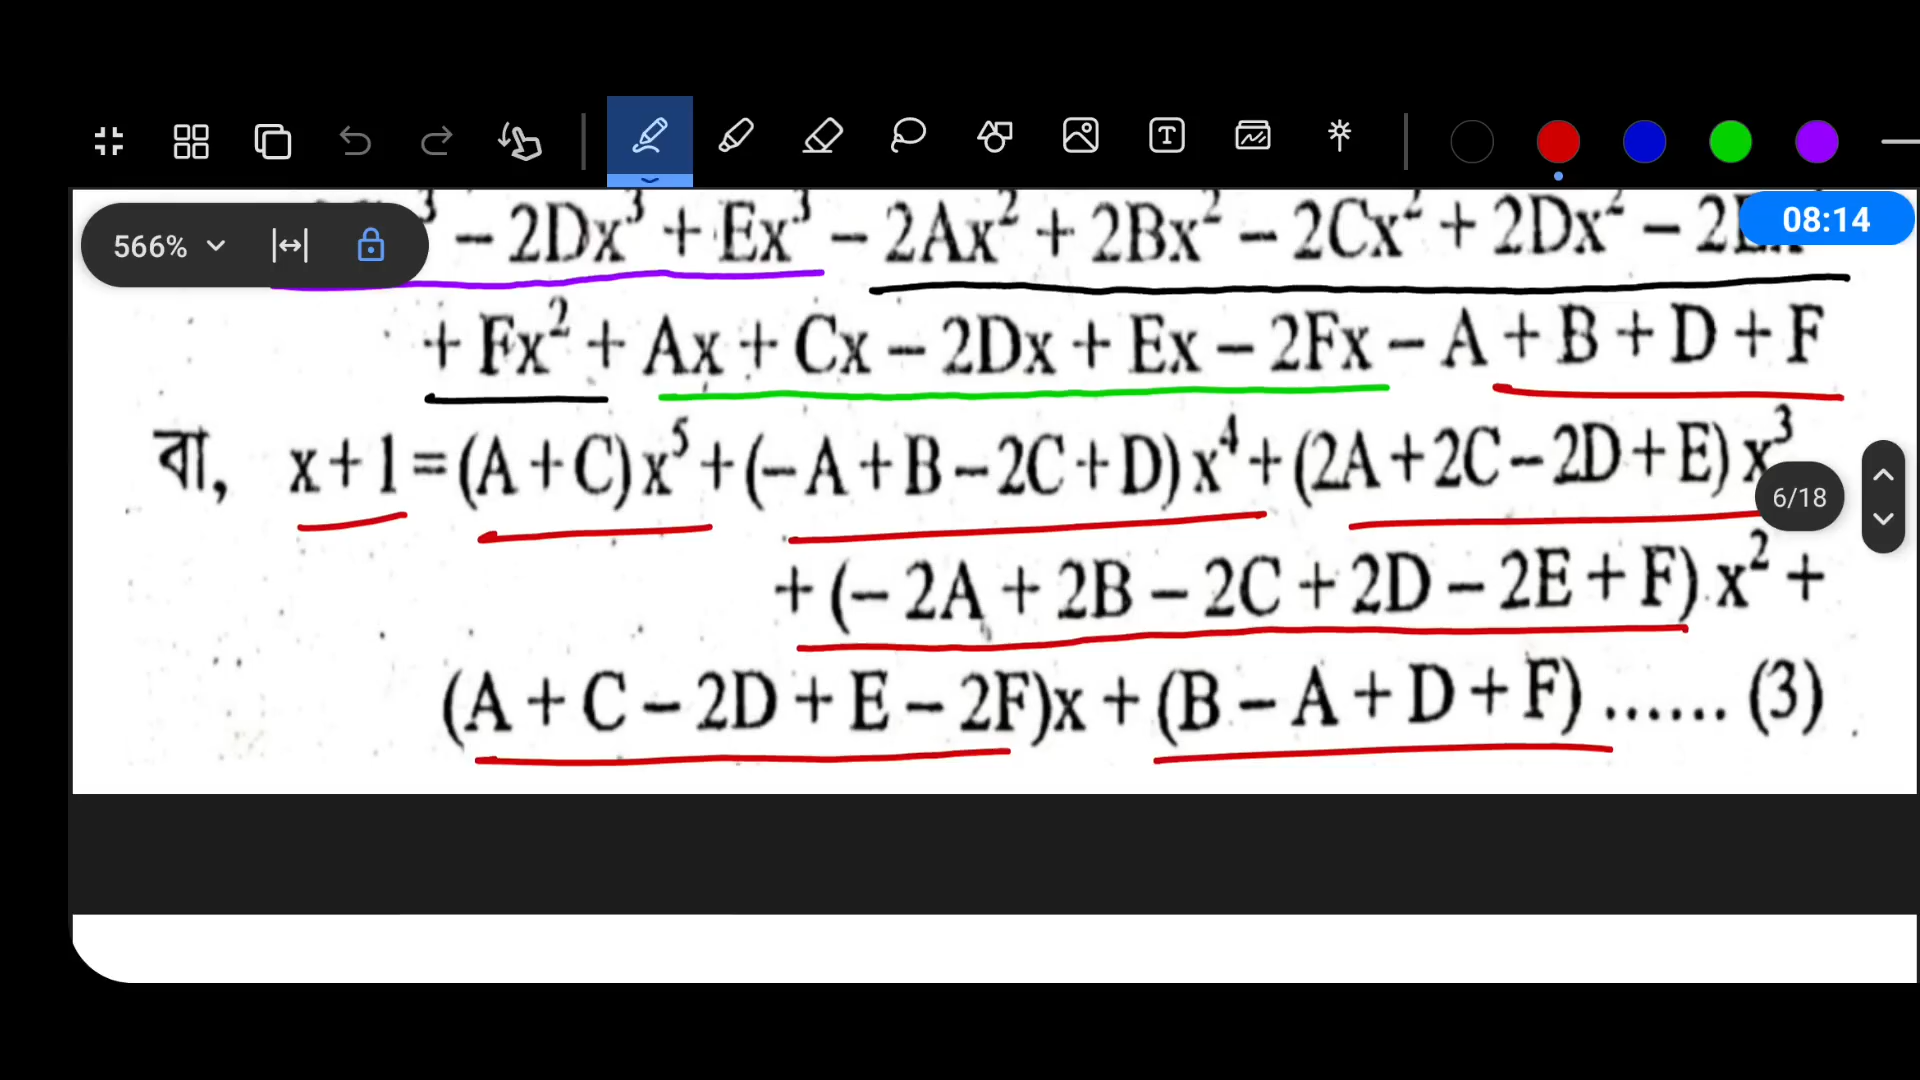 08:14
566%
³ − 2Dx³ + Ex³ − 2Ax² + 2Bx² − 2Cx² + 2Dx² −
+ Fx² + Ax + Cx − 2Dx + Ex − 2Fx − A + B + D + F
বা, x + 1 = (A + C) x⁵ + (− A + B − 2C + D) x⁴ + (2A + 2C − 2D + E) x³
6/18
+ (− 2A + 2B − 2C + 2D − 2E + F) x² +
(A + C − 2D + E − 2F)x + (B − A + D + F) ...... (3)